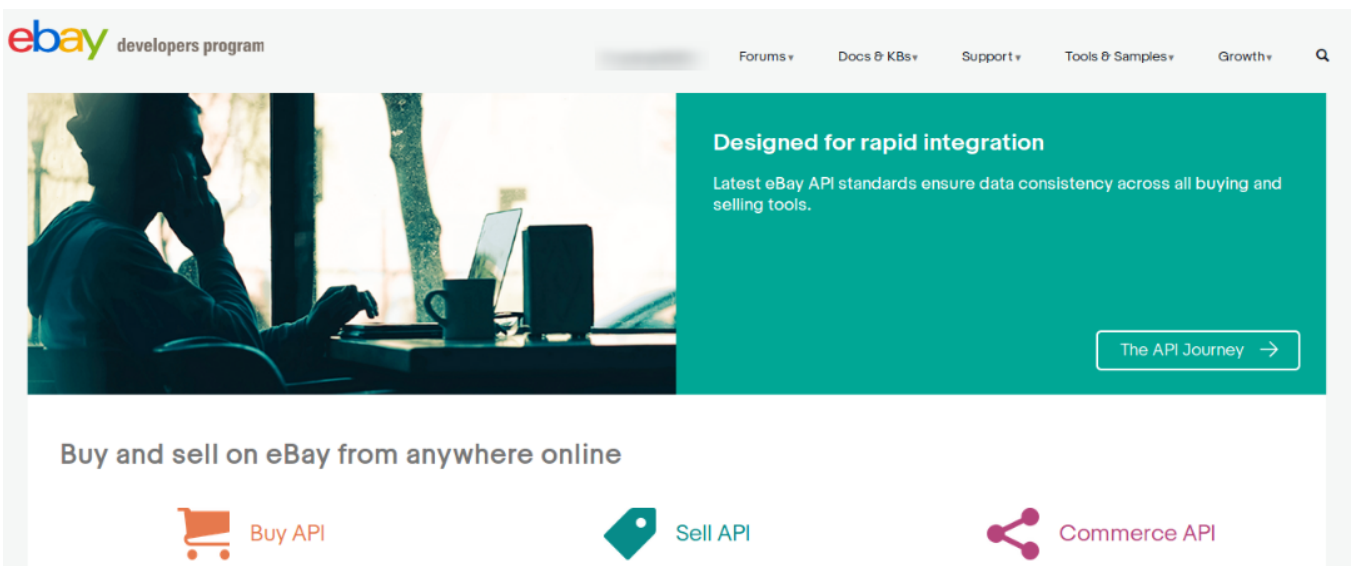 ebay developers program
Forums
Docs & KBs
Support
Tools & Samples
Growth
Designed for rapid integration
Latest eBay API standards ensure data consistency across all buying and
selling tools.
The API Journey →
Buy and sell on eBay from anywhere online
Buy API
Sell API
Commerce API